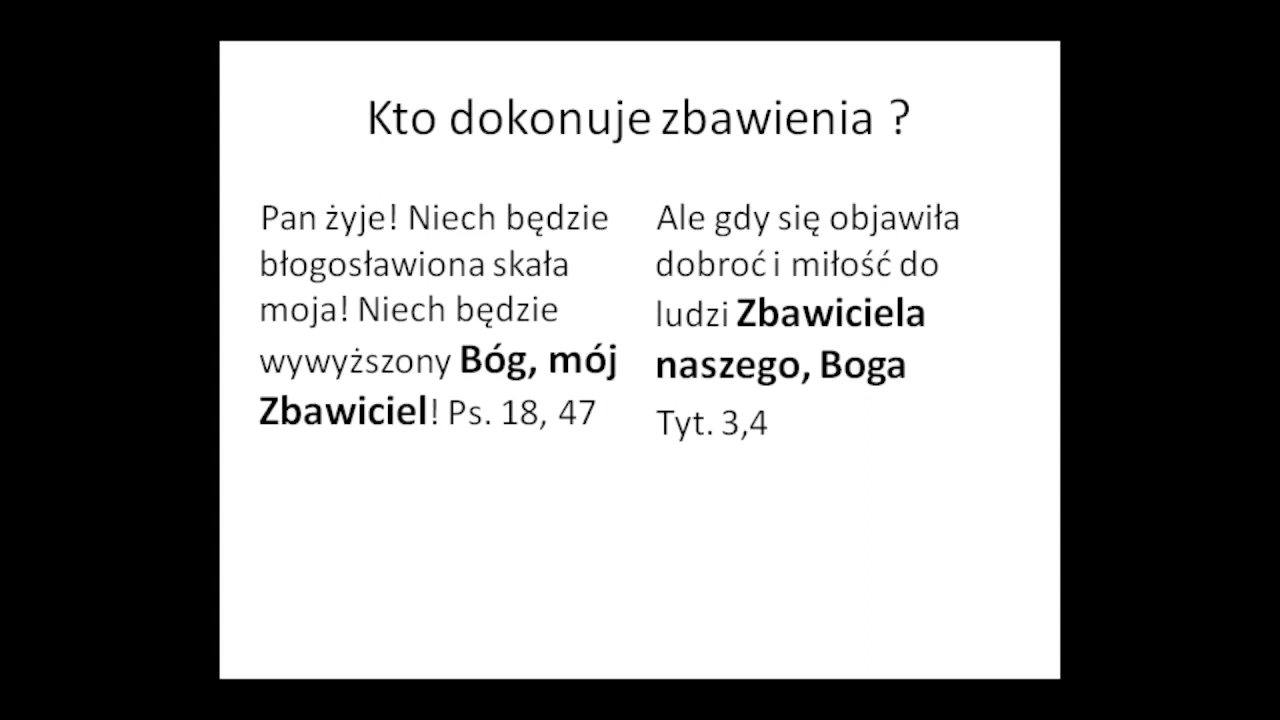 Kto dokonuje zbawienia ?
Pan żyje! Niech będzie
błogosławiona skała
moja! Niech będzie
wywyższony Bóg, mój
Zbawiciel! Ps. 18, 47
Ale gdy się objawiła
dobroć i miłość do
ludzi Zbawiciela
naszego, Boga
Tyt. 3,4